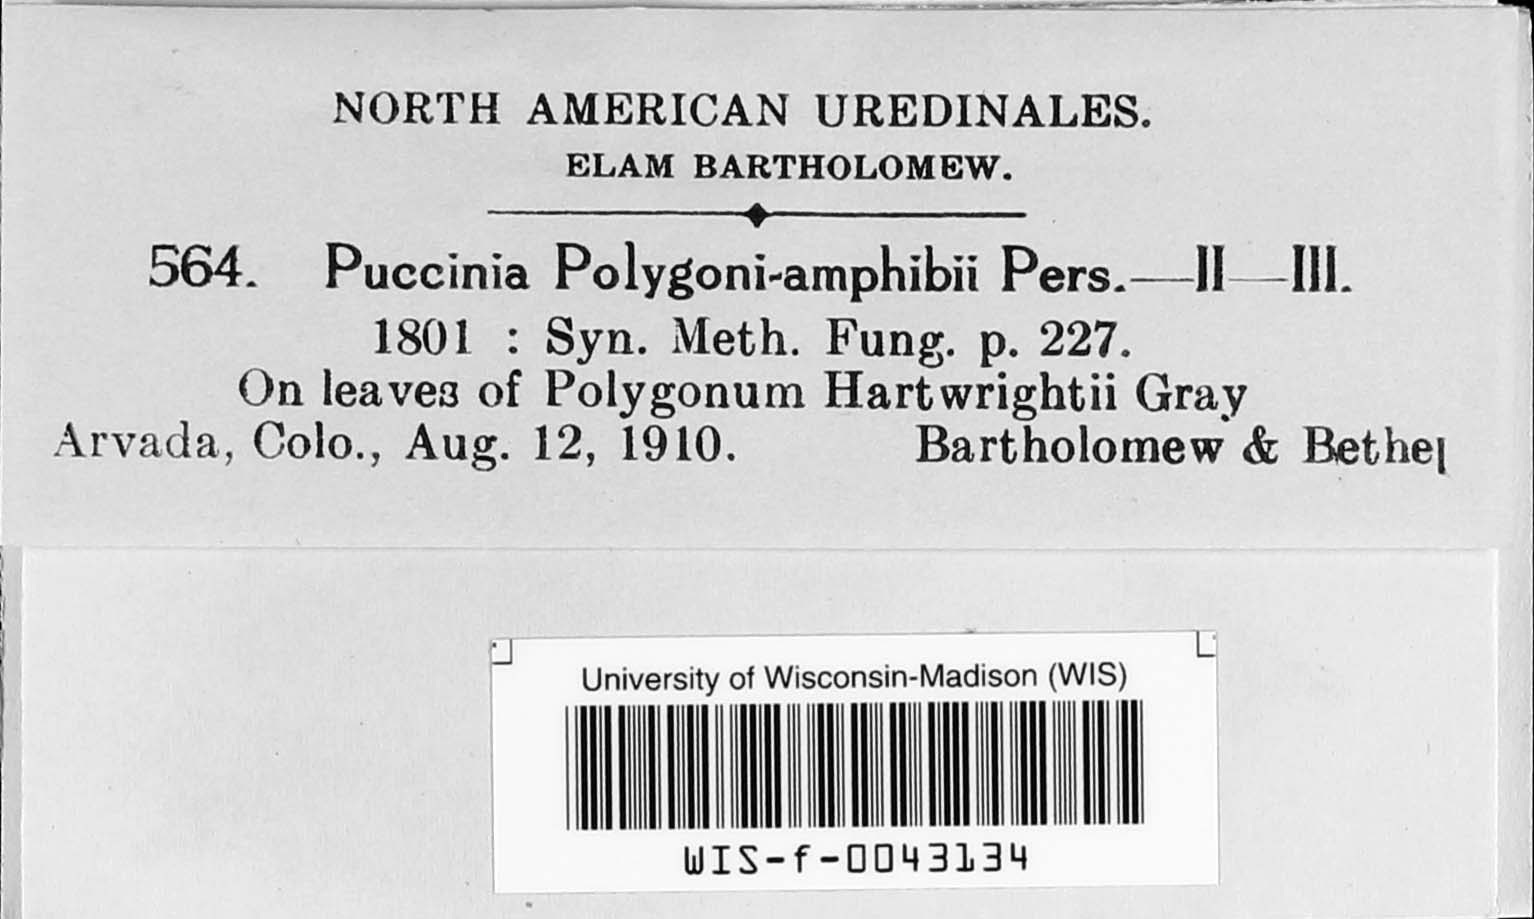 NORTH AMERICAN UREDINALES.
ELAM BARTHOLOMEW.
564. Puccinia Polygoni-amphibii Pers.—II—III.
1801 : Syn. Meth. Fung. p. 227.
On leaves of Polygonum Hartwrightii Gray
Arvada, Colo., Aug. 12, 1910. Bartholomew & Bethel
University of Wisconsin-Madison (WIS)
WIS-f-0043134